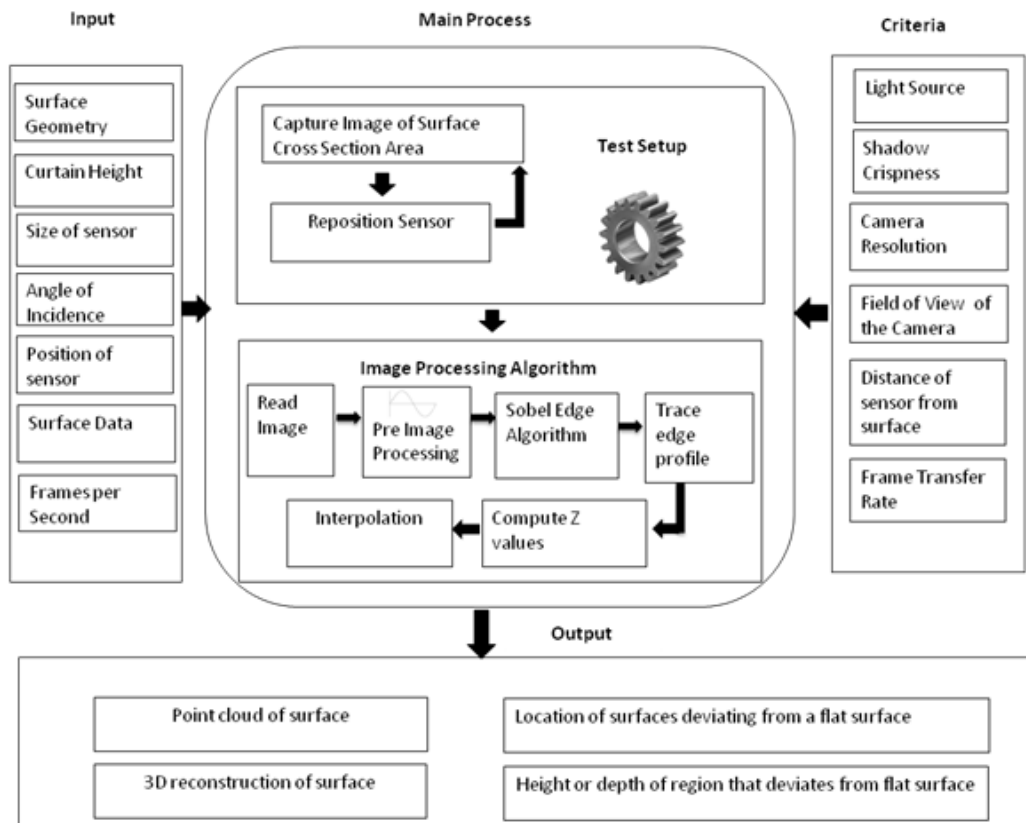 Input
Main Process
Criteria
Surface
Geometry
Curtain Height
Size of sensor
Angle of
Incidence
Position of
sensor
Surface Data
Frames per
Second
Capture Image of Surface
Cross Section Area
Test Setup
Reposition Sensor
Image Processing Algorithm
Read
Image
Pre Image
Processing
Sobel Edge
Algorithm
Trace
edge
profile
Compute Z
values
Interpolation
Light Source
Shadow
Crispness
Camera
Resolution
Field of View of
the Camera
Distance of
sensor from
surface
Frame Transfer
Rate
Output
Point cloud of surface
Location of surfaces deviating from a flat surface
3D reconstruction of surface
Height or depth of region that deviates from flat surface